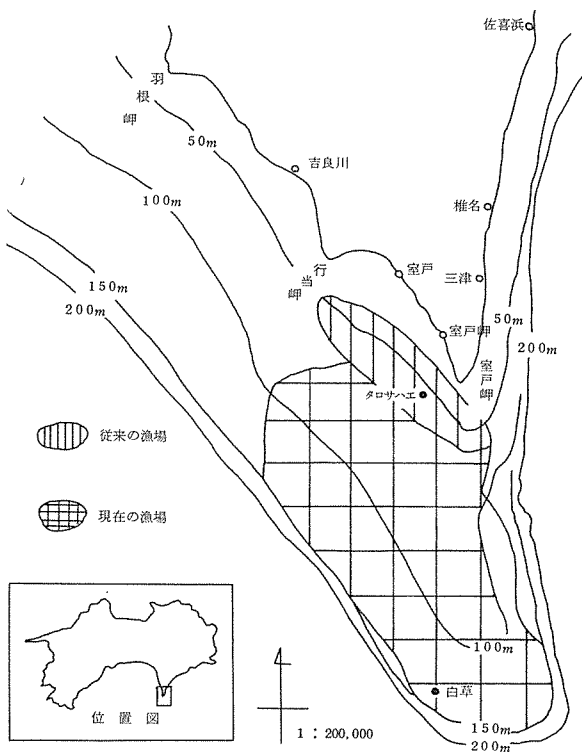 佐喜浜
羽根岬
50m
吉良川
100m
椎名
行当岬
室戸
三津
150m
200m
50m
室戸岬
200m
室戸岬
タロサハエ
従来の漁場
現在の漁場
100m
白草
150m
200m
位置図
1:200,000